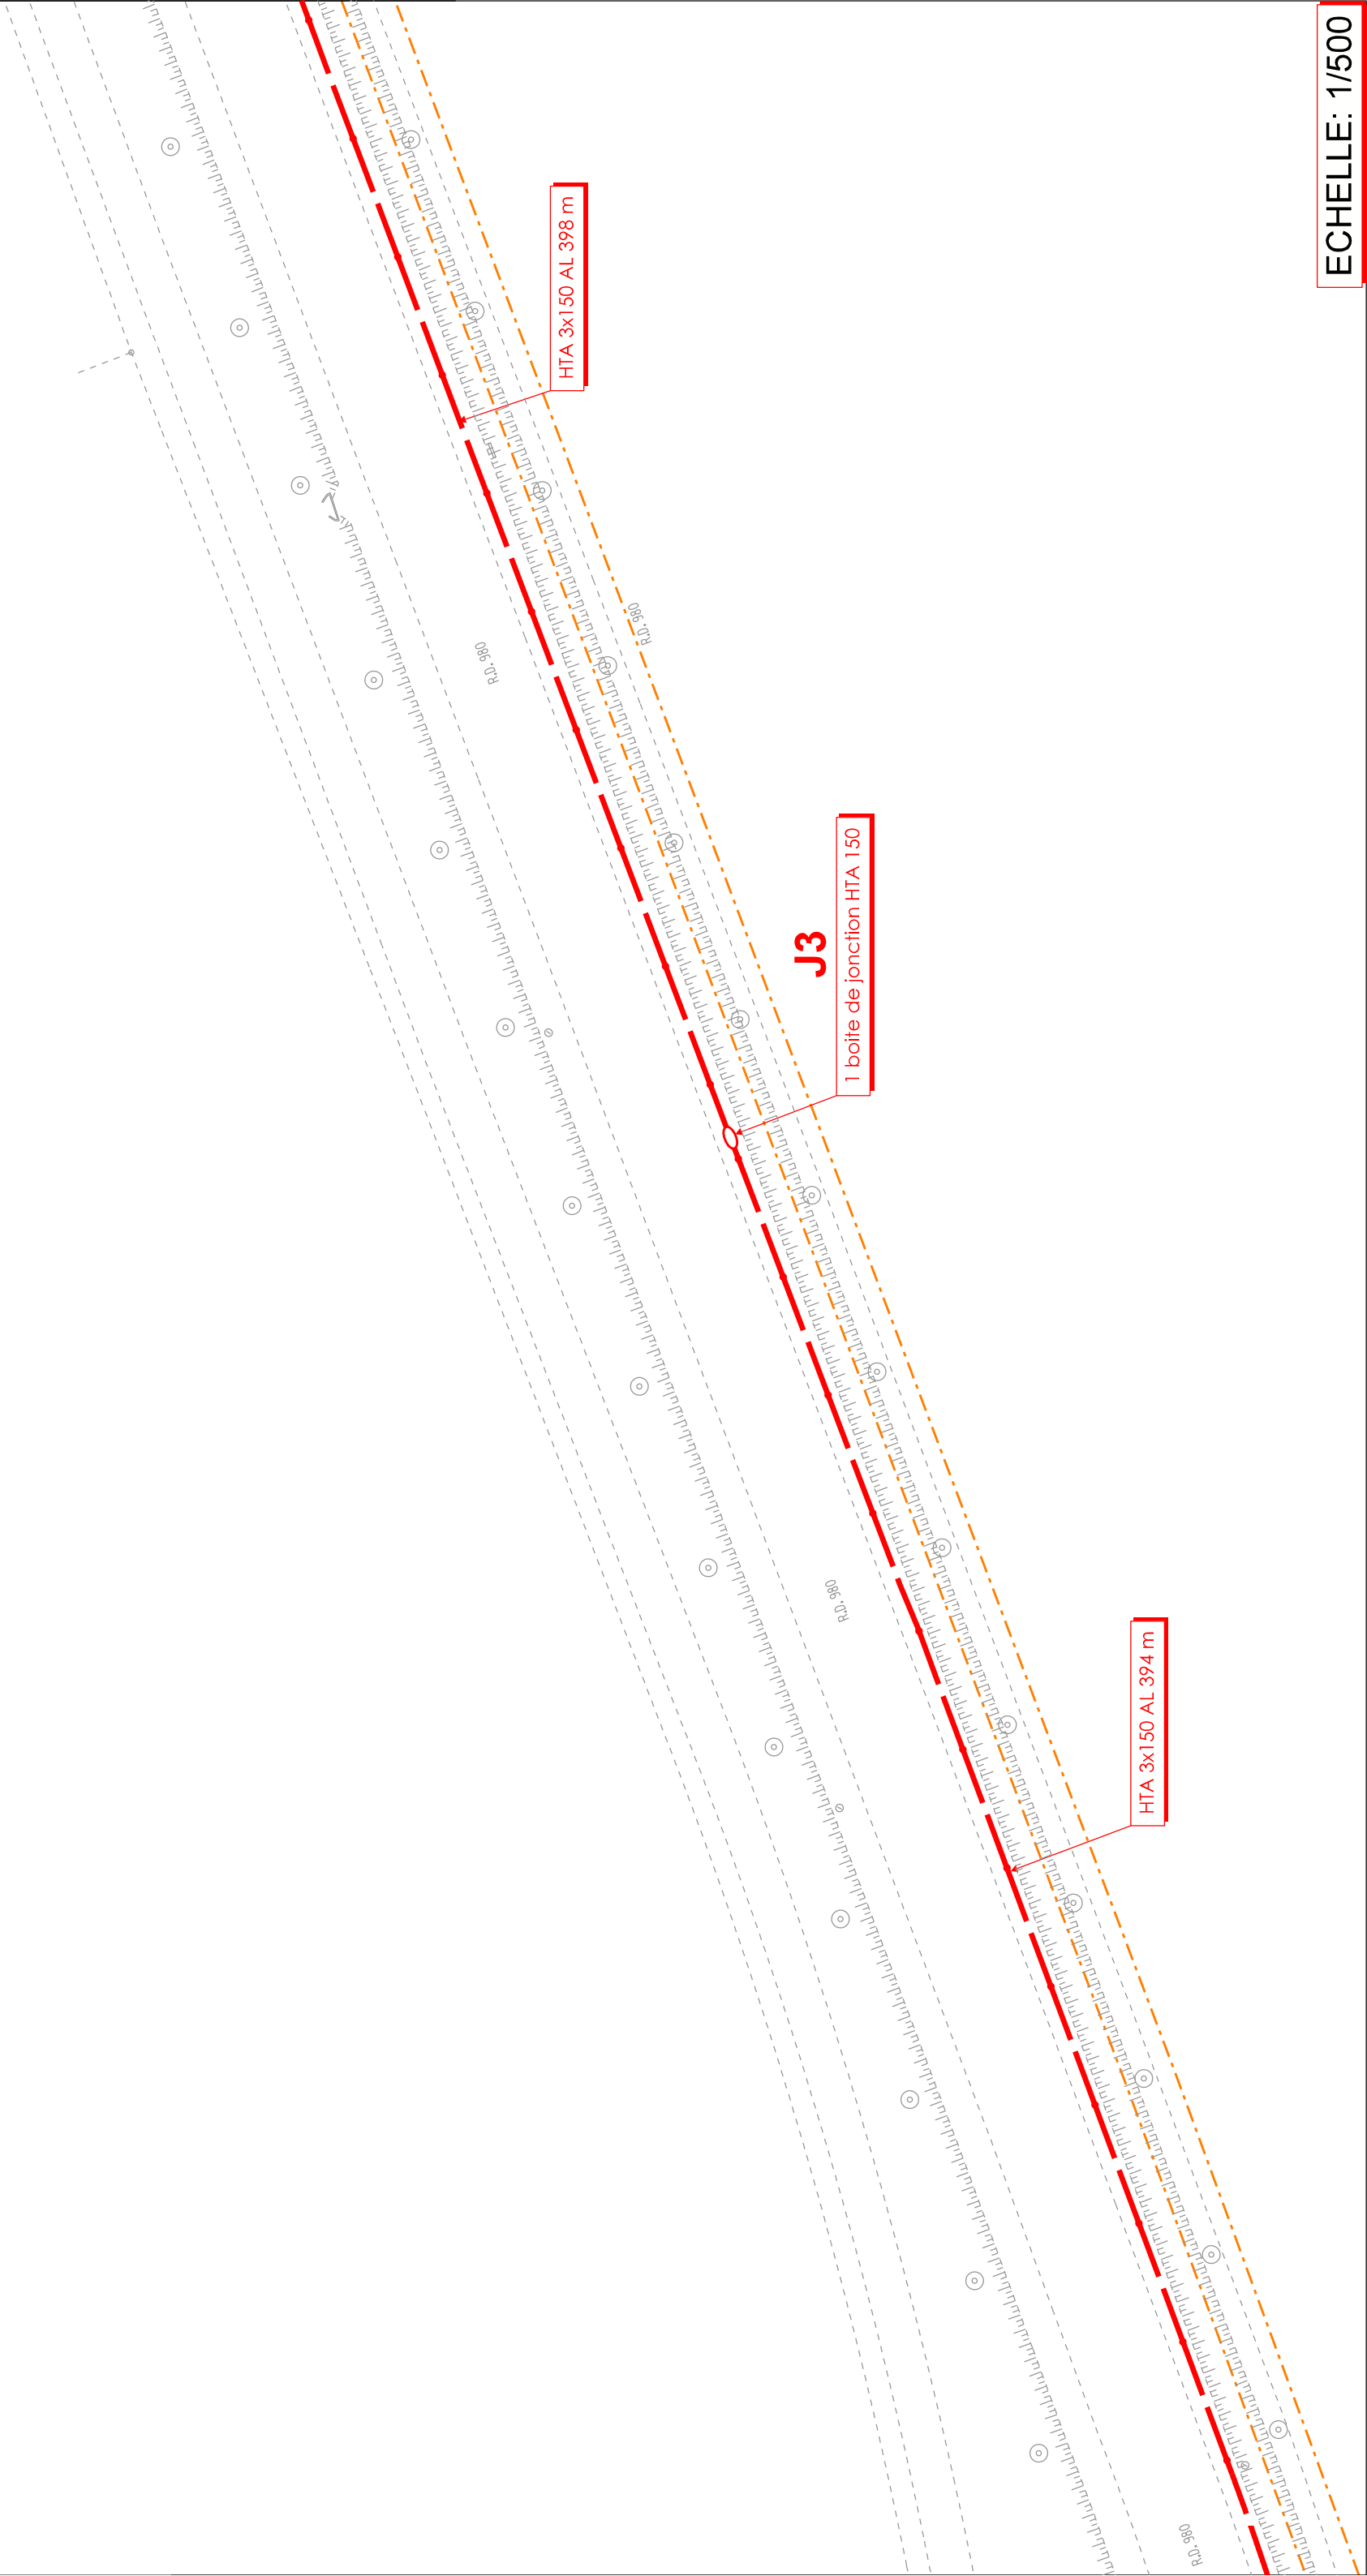 ECHELLE: 1/500
HTA 3x150 AL 398 m
R.D. 980
R.D. 980
J3
1 boite de jonction HTA 150
R.D. 980
HTA 3x150 AL 394 m
R.D. 980